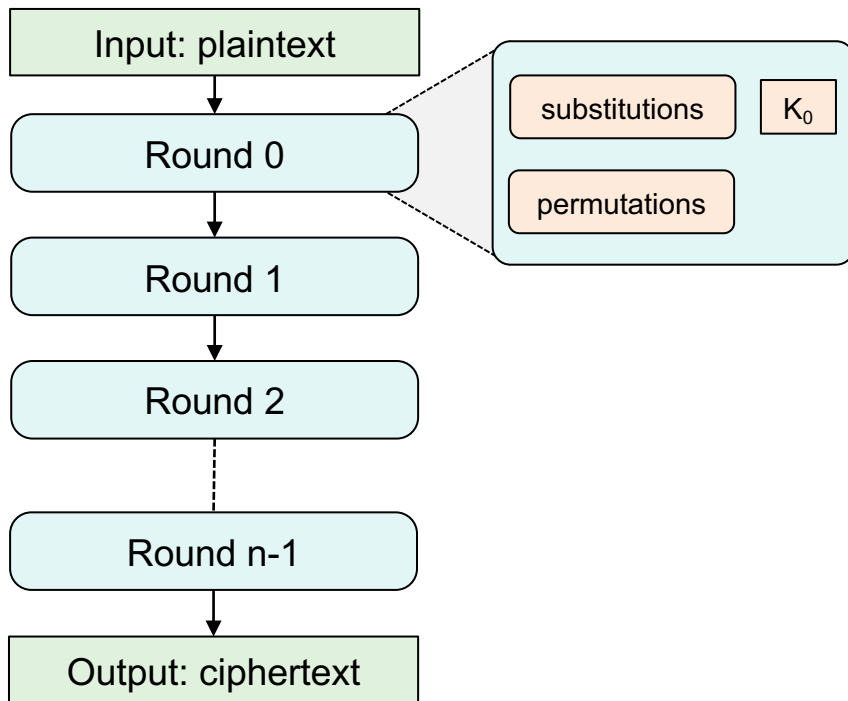 Input: plaintext
Round 0
substitutions
K₀
permutations
Round 1
Round 2
Round n-1
Output: ciphertext